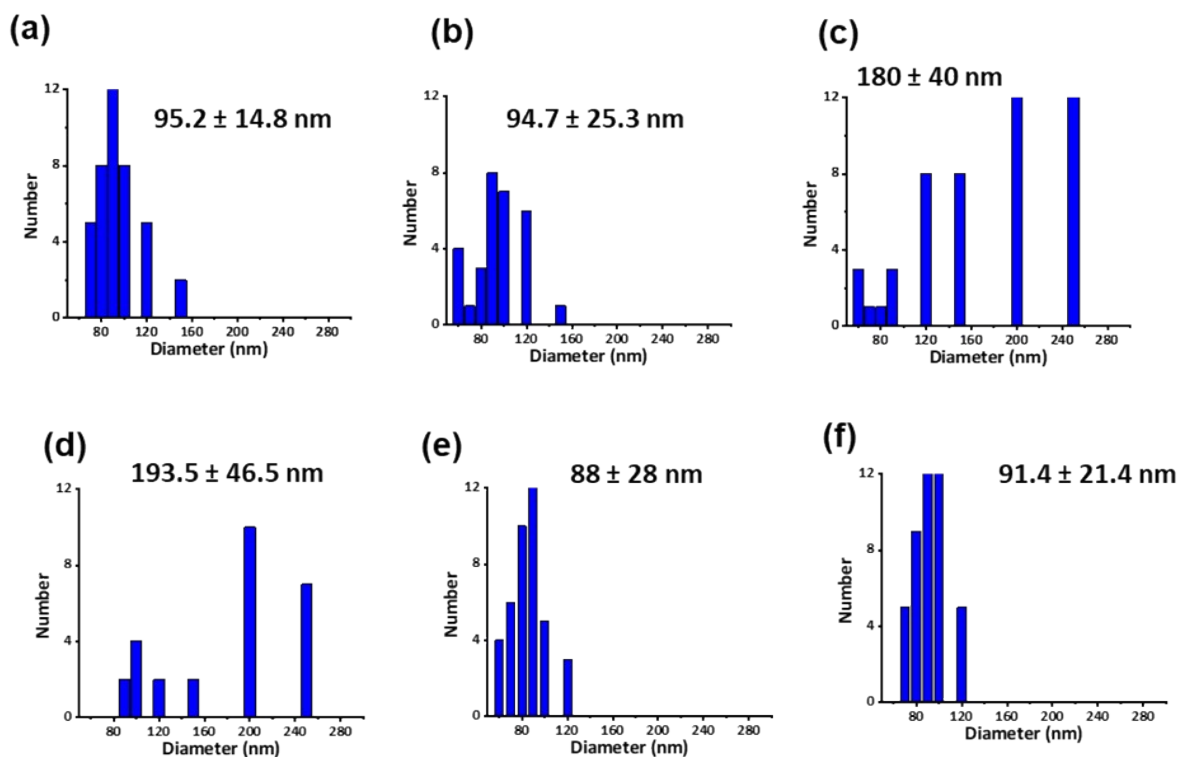 (a)
95.2 ± 14.8 nm
12
8
4
0
Number
80 120 160 200 240 280
Diameter (nm)
(b)
94.7 ± 25.3 nm
12
8
4
0
Number
80 120 160 200 240 280
Diameter (nm)
(c)
180 ± 40 nm
12
8
4
0
Number
80 120 160 200 240 280
Diameter (nm)
(d)
193.5 ± 46.5 nm
12
8
4
0
Number
80 120 160 200 240 280
Diameter (nm)
(e)
88 ± 28 nm
12
8
4
0
Number
80 120 160 200 240 280
Diameter (nm)
(f)
91.4 ± 21.4 nm
12
8
4
0
Number
80 120 160 200 240 280
Diameter (nm)